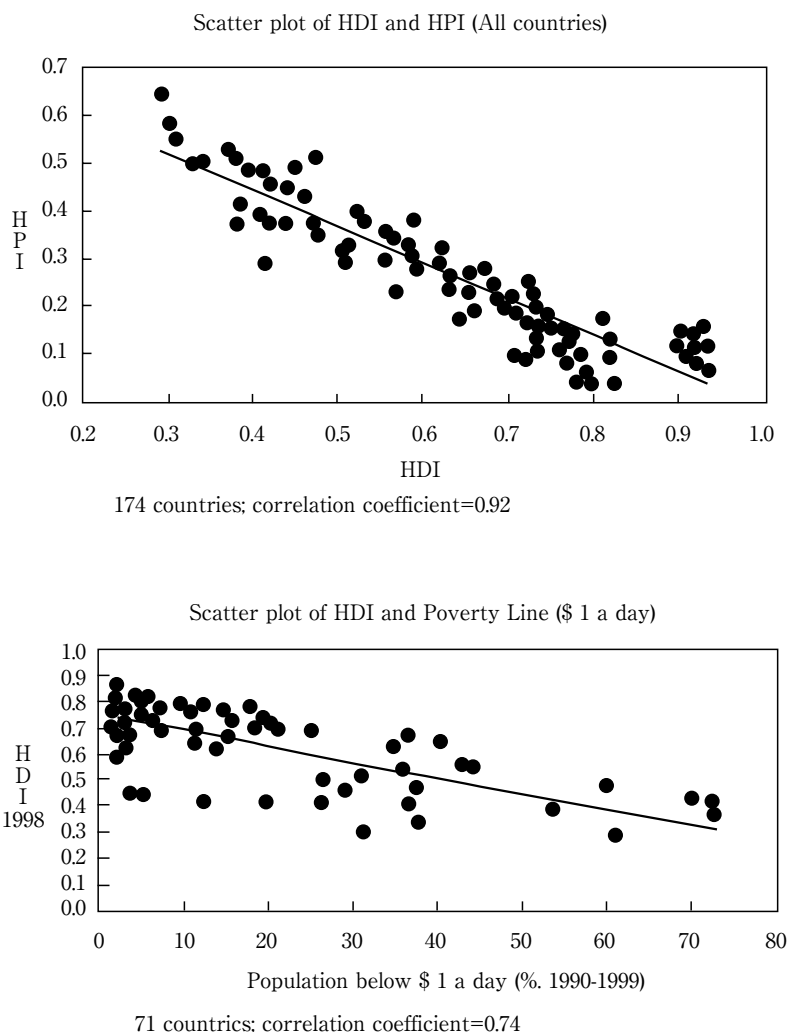 Scatter plot of HDI and HPI (All countries)
0.7
0.6
0.5
0.4
0.3
0.2
0.1
0.0
H
P
I
0.2 0.3 0.4 0.5 0.6 0.7 0.8 0.9 1.0
HDI
174 countries; correlation coefficient=0.92
Scatter plot of HDI and Poverty Line ($ 1 a day)
1.0
0.9
0.8
0.7
0.6
0.5
0.4
0.3
0.2
0.1
0.0
H
D
I
1998
0 10 20 30 40 50 60 70 80
Population below $ 1 a day (%. 1990-1999)
71 countrics; correlation coefficient=0.74